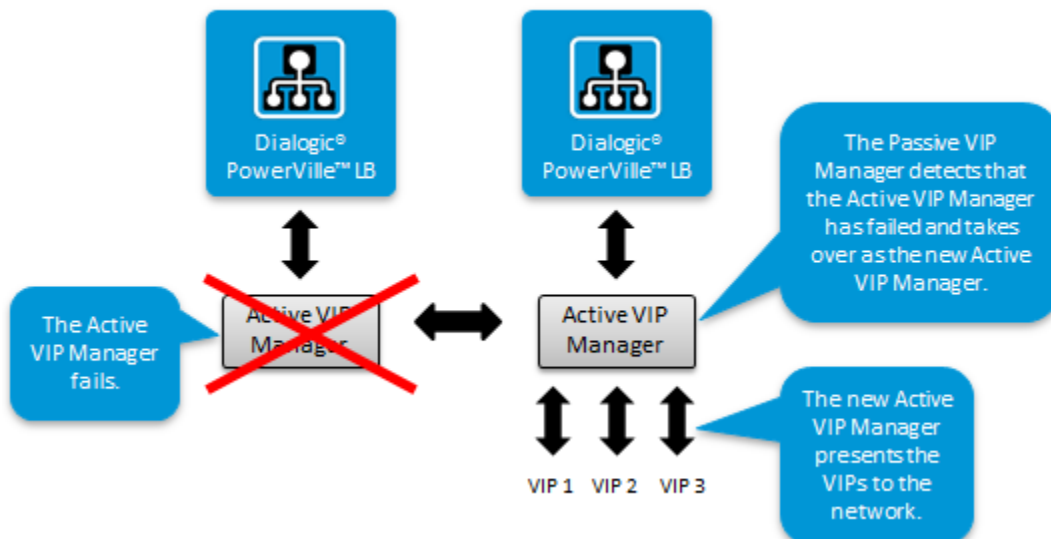 Dialogic®
PowerVille™ LB
Dialogic®
PowerVille™ LB
The Passive VIP
Manager detects that
the Active VIP Manager
has failed and takes
over as the new Active
VIP Manager.
The Active
VIP Manager
fails.
Active VIP
Manager
Active VIP
Manager
The new Active
VIP Manager
presents the
VIPs to the
network.
VIP 1
VIP 2
VIP 3